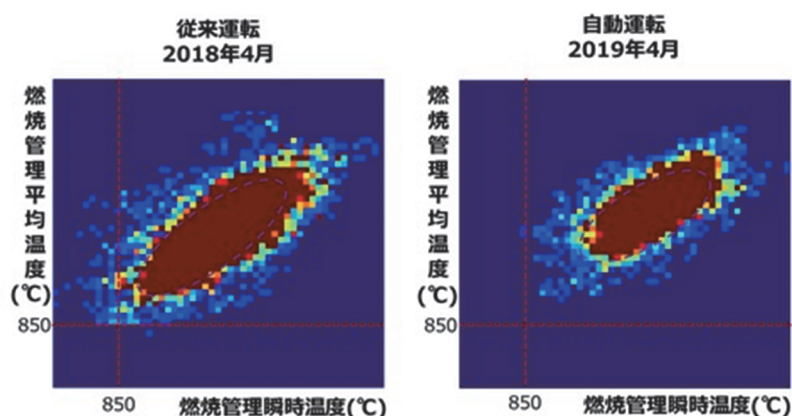 従来運転
2018年4月
燃焼管理平均温度(℃)
850
850
燃焼管理瞬時温度(℃)
自動運転
2019年4月
燃焼管理平均温度(℃)
850
850
燃焼管理瞬時温度(℃)